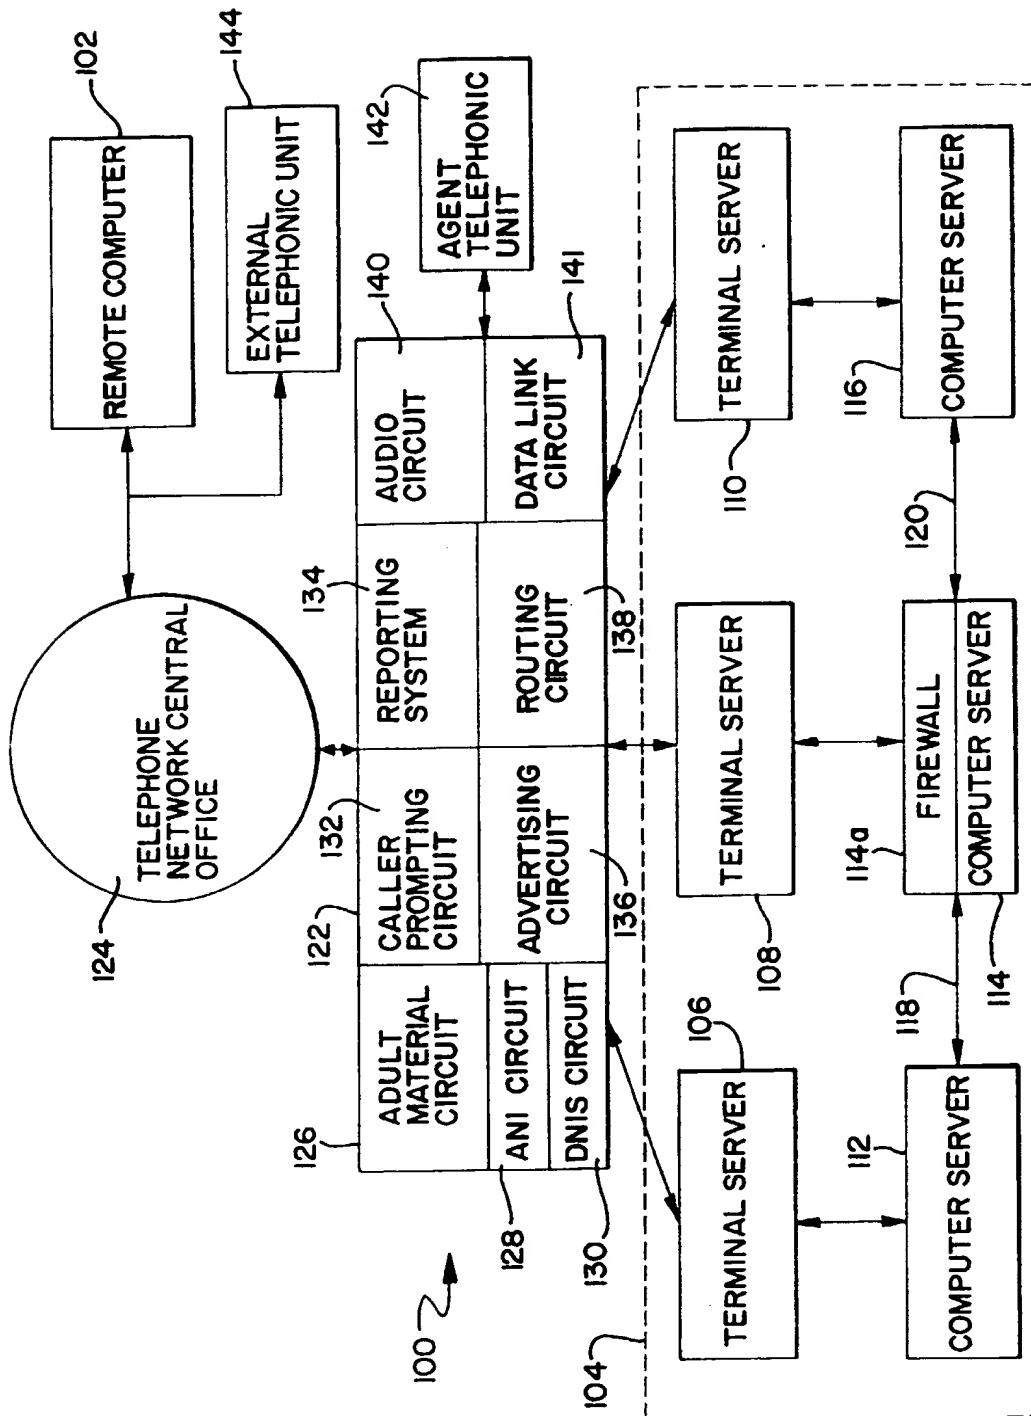 124
TELEPHONE
NETWORK CENTRAL
OFFICE
REMOTE COMPUTER
102
EXTERNAL
TELEPHONIC UNIT
144
100
126
ADULT
MATERIAL
CIRCUIT
122
132
CALLER
PROMPTING
CIRCUIT
134
REPORTING
SYSTEM
AUDIO
CIRCUIT
140
AGENT
TELEPHONIC
UNIT
142
128
ANI CIRCUIT
130
DNIS CIRCUIT
ADVERTISING
CIRCUIT
136
ROUTING
CIRCUIT
138
DATA LINK
CIRCUIT
141
104
TERMINAL SERVER
106
TERMINAL SERVER
108
TERMINAL SERVER
110
COMPUTER SERVER
112
118
114a
FIREWALL
COMPUTER SERVER
114
120
116
COMPUTER SERVER